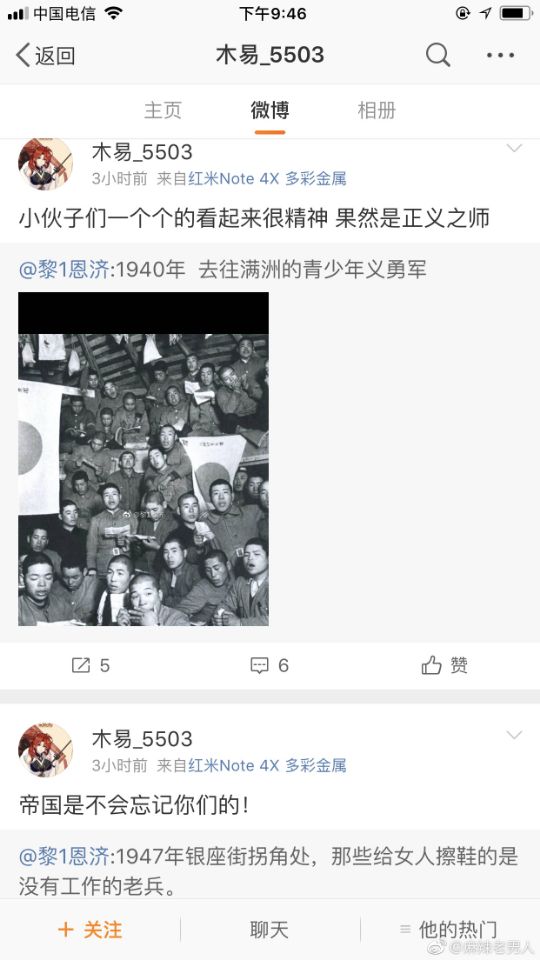 中国电信
下午9:46
返回
木易_5503
主页
微博
相册
木易_5503
3小时前 来自红米Note 4X 多彩金属
小伙子们一个个的看起来很精神 果然是正义之师
@黎1恩济:1940年 去往满洲的青少年义勇军
5
6
赞
木易_5503
3小时前 来自红米Note 4X 多彩金属
帝国是不会忘记你们的!
@黎1恩济:1947年银座街拐角处，那些给女人擦鞋的是
没有工作的老兵。
+ 关注
聊天
他的热门
@麻辣老男人